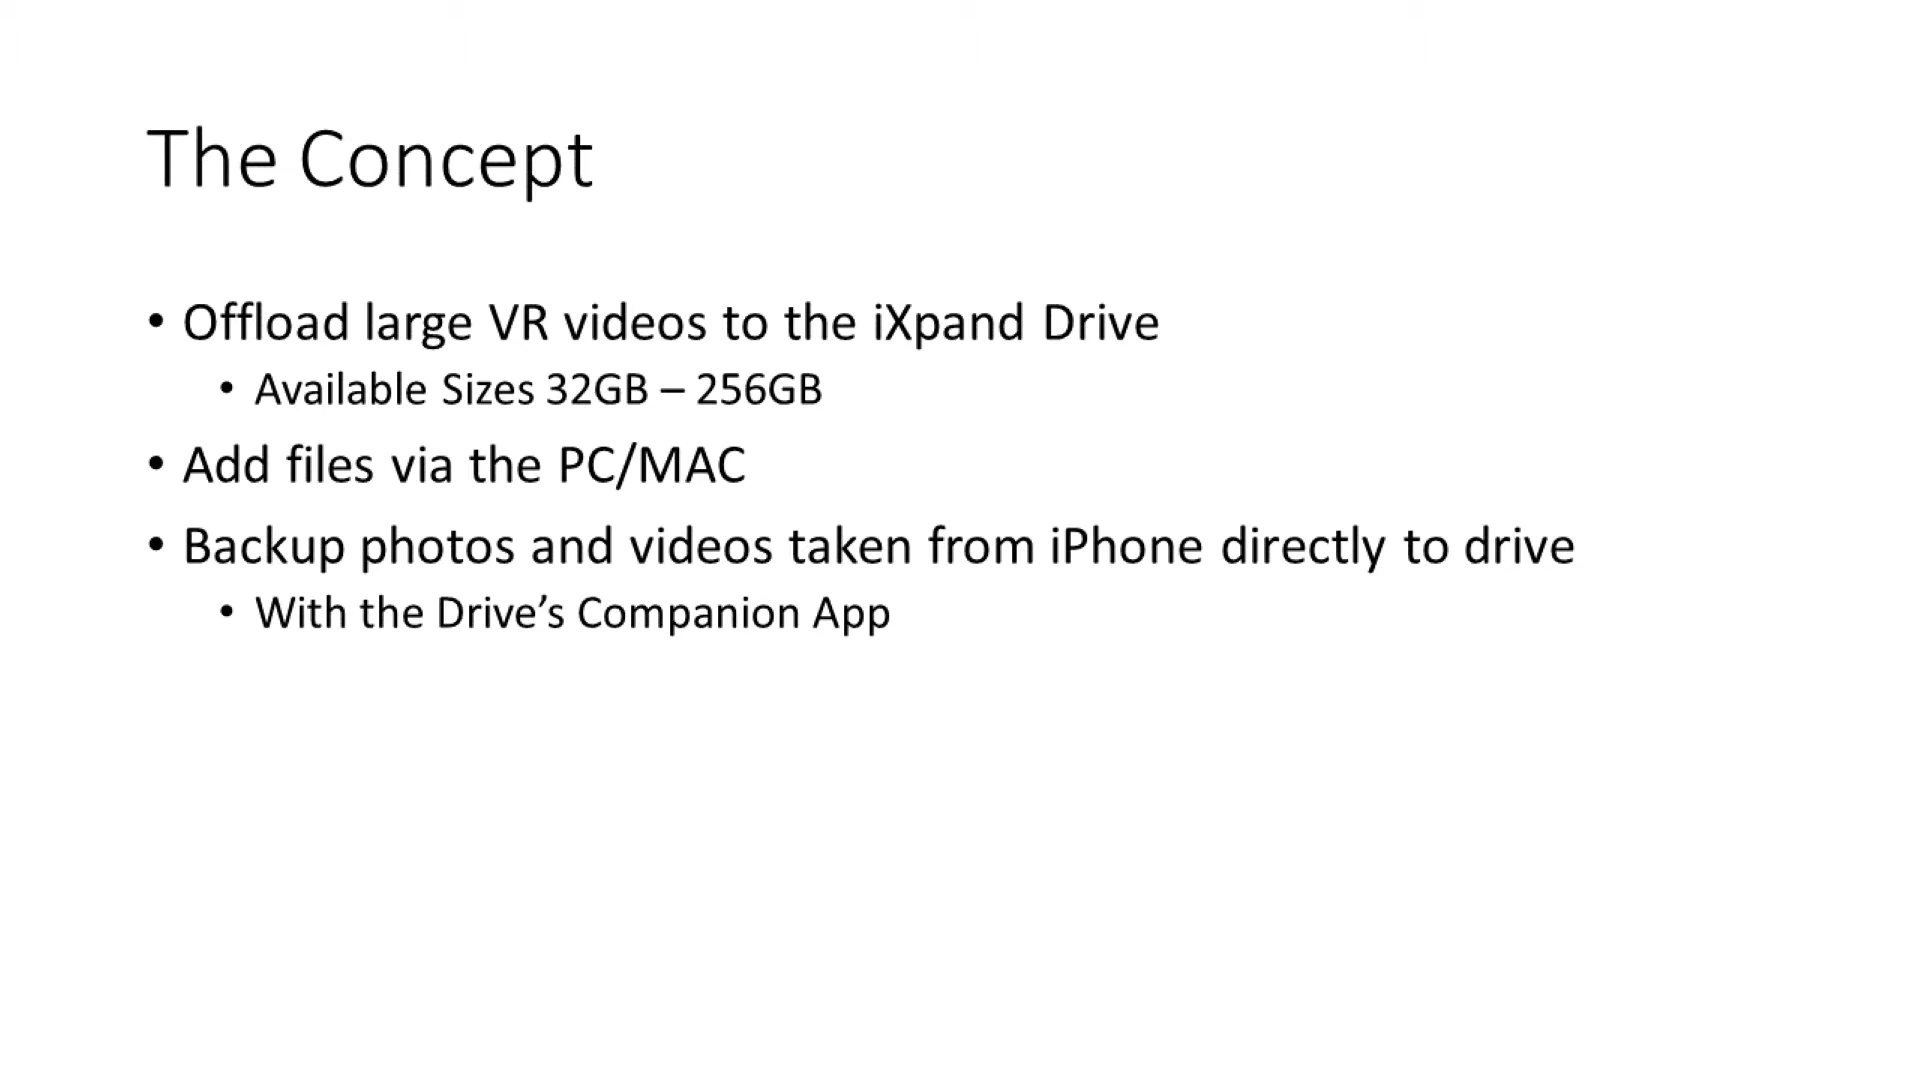 The Concept
• Offload large VR videos to the iXpand Drive
• Available Sizes 32GB – 256GB
• Add files via the PC/MAC
• Backup photos and videos taken from iPhone directly to drive
• With the Drive’s Companion App